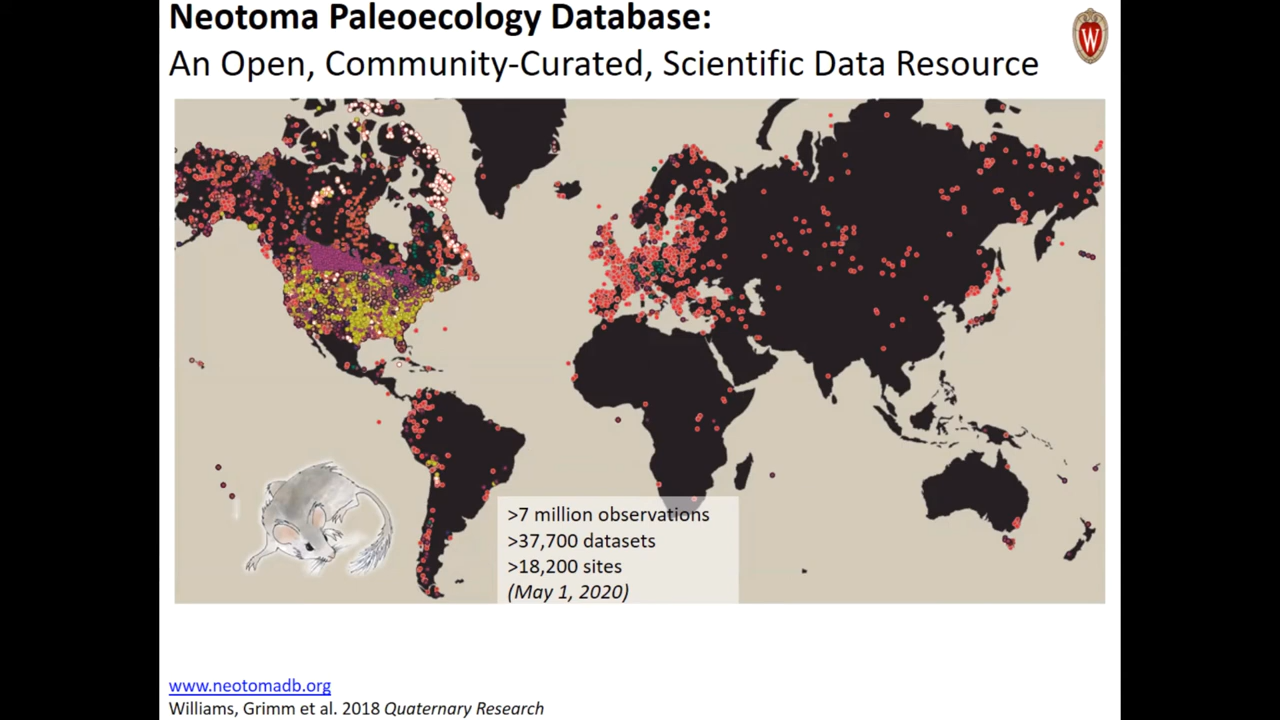 Neotoma Paleoecology Database:
An Open, Community-Curated, Scientific Data Resource
W
>7 million observations
>37,700 datasets
>18,200 sites
(May 1, 2020)
www.neotomadb.org
Williams, Grimm et al. 2018 Quaternary Research